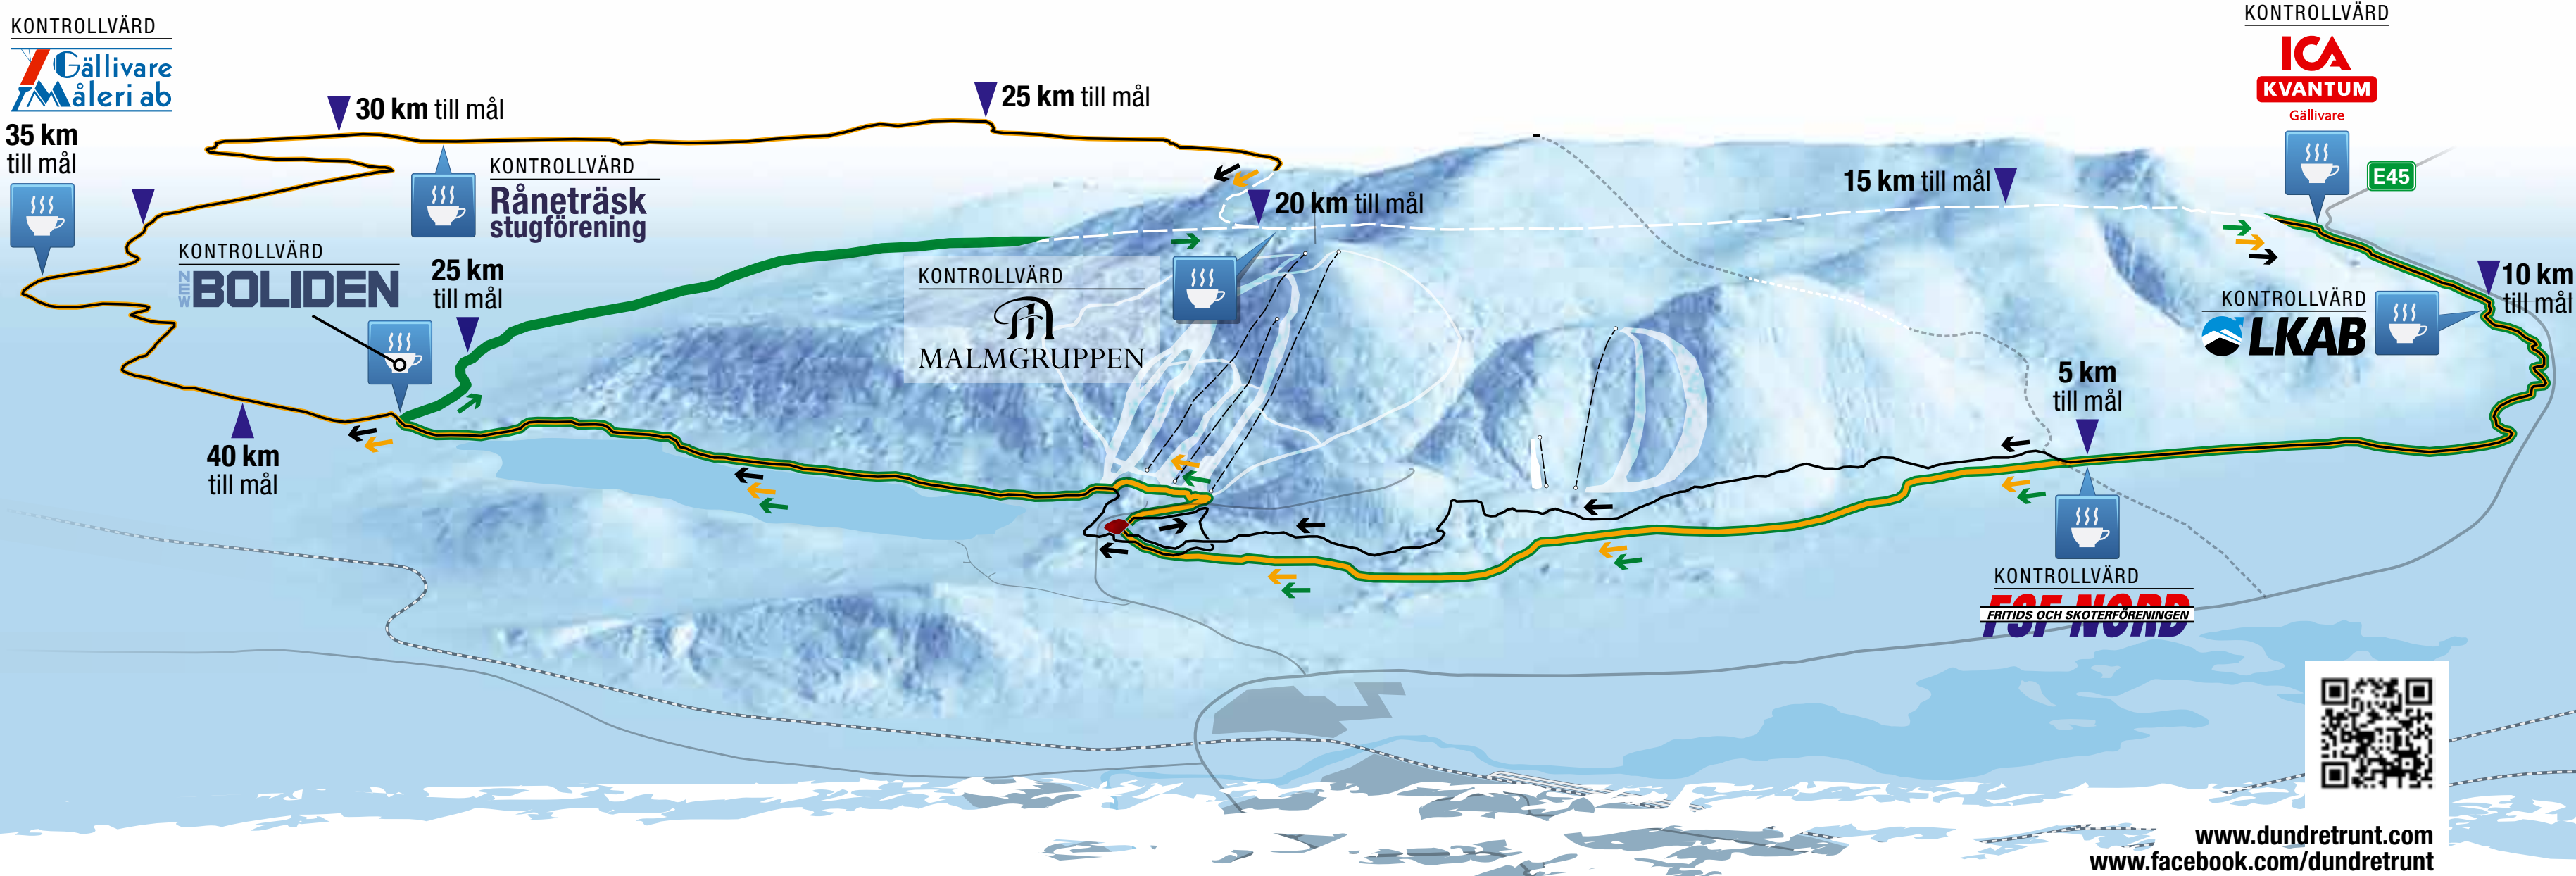 KONTROLLVÄRD
Gällivare
Måleri ab
35 km
till mål
30 km till mål
25 km till mål
KONTROLLVÄRD
Råneträsk
stugförening
KONTROLLVÄRD
NEW BOLIDEN
25 km
till mål
40 km
till mål
KONTROLLVÄRD
MALMGRUPPEN
20 km till mål
15 km till mål
KONTROLLVÄRD
ICA
KVANTUM
Gällivare
E45
10 km
till mål
KONTROLLVÄRD
LKAB
5 km
till mål
KONTROLLVÄRD
FSF NORD
FRITIDS OCH SKOTERFÖRENINGEN
www.dundretrunt.com
www.facebook.com/dundretrunt